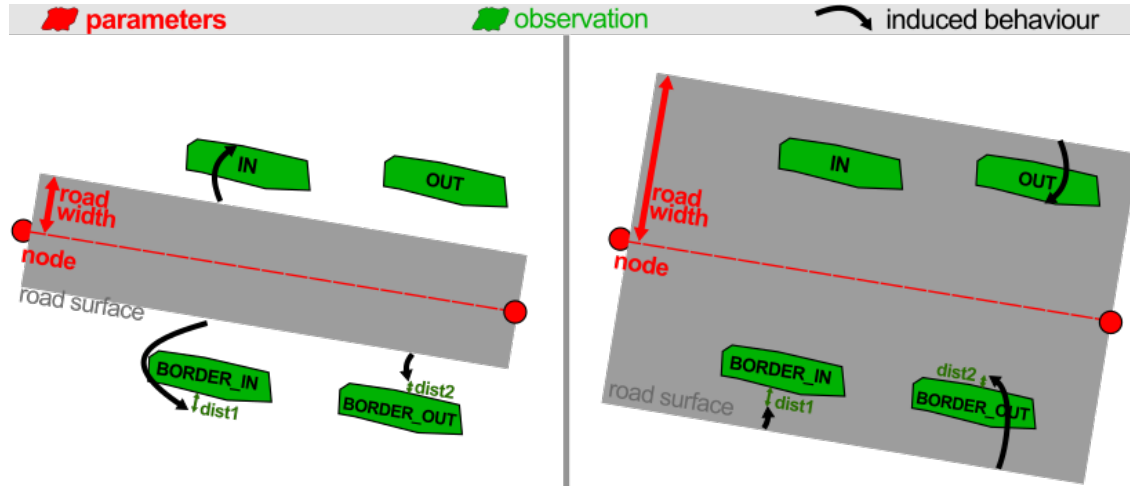 parameters
observation
induced behaviour
IN
OUT
road
width
node
road surface
BORDER_IN
dist1
dist2
BORDER_OUT
IN
OUT
road
width
node
BORDER_IN
dist1
dist2
BORDER_OUT
road surface